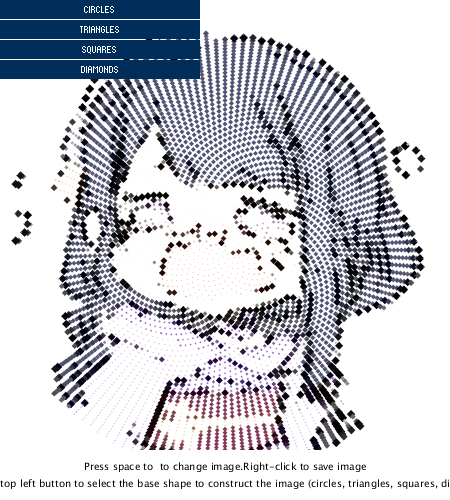 CIRCLES
TRIANGLES
SQUARES
DIAMONDS
Press space to  to change image.Right-click to save image
top left button to select the base shape to construct the image (circles, triangles, squares, di